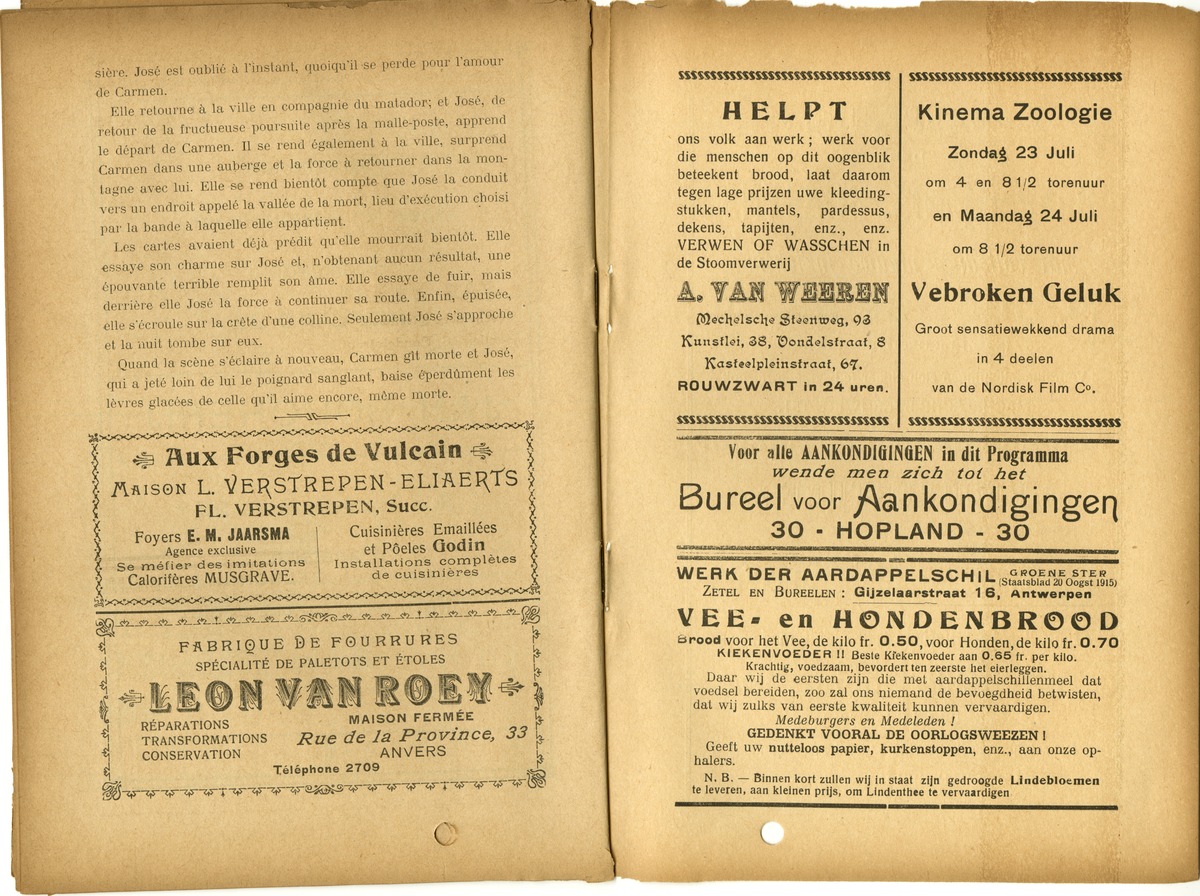 sière. José est oublié à l'instant, quoiqu'il se perde pour l'amour
de Carmen.
Elle retourne à la ville en compagnie du matador; et José, de
retour de la fructueuse poursuite après la malle-poste, apprend
le départ de Carmen. Il se rend également à la ville, surprend
Carmen dans une auberge et la force à retourner dans la mon-
tagne avec lui. Elle se rend bientôt compte que José la conduit
vers un endroit appelé la vallée de la mort, lieu d'exécution choisi
par la bande à laquelle elle appartient.
Les cartes avaient déjà prédit qu'elle mourrait bientôt. Elle
essaye son charme sur José et, n'obtenant aucun résultat, une
épouvante terrible remplit son âme. Elle essaye de fuir, mais
derrière elle José la force à continuer sa route. Enfin, épuisée,
elle s'écroule sur la crête d'une colline. Seulement José s'approche
et la nuit tombe sur eux.
Quand la scène s'éclaire à nouveau, Carmen gît morte et José,
qui a jeté loin de lui le poignard sanglant, baise éperdûment les
lèvres glacées de celle qu'il aime encore, même morte.
Aux Forges de Vulcain
MAISON L. VERSTREPEN-ELIAERTS
FL. VERSTREPEN, Succ.
Foyers E. M. JAARSMA
Agence exclusive
Se méfier des imitations
Calorifères MUSGRAVE.
Cuisinières Emaillées
et Pôeles Godin
Installations complètes
de cuisinières
FABRIQUE DE FOURRURES
SPÉCIALITÉ DE PALETOTS ET ÉTOLES
LEON VAN ROEY
RÉPARATIONS
TRANSFORMATIONS
CONSERVATION
MAISON FERMÉE
Rue de la Province, 33
ANVERS
Téléphone 2709
HELPT
ons volk aan werk ; werk voor
die menschen op dit oogenblik
beteekent brood, laat daarom
tegen lage prijzen uwe kleeding-
stukken, mantels, pardessus,
dekens, tapijten, enz., enz.
VERWEN OF WASSCHEN in
de Stoomverwerij
A. VAN WEEREN
Mechelsche Steenweg, 93
Kunstlei, 38, Vondelstraat, 8
Kasteelpleinstraat, 67.
ROUWZWART in 24 uren.
Kinema Zoologie
Zondag 23 Juli
om 4 en 8 1/2 torenuur
en Maandag 24 Juli
om 8 1/2 torenuur
Vebroken Geluk
Groot sensatiewekkend drama
in 4 deelen
van de Nordisk Film Co.
Voor alle AANKONDIGINGEN in dit Programma
wende men zich tot het
Bureel voor Aankondigingen
30 - HOPLAND - 30
WERK DER AARDAPPELSCHIL GROENE STER
(Staatsblad 20 Oogst 1915)
ZETEL EN BUREELEN : Gijzelaarstraat 16, Antwerpen
VEE- en HONDENBROOD
Brood voor het Vee, de kilo fr. 0.50, voor Honden, de kilo fr. 0.70
KIEKENVOEDER !! Beste Kiekenvoeder aan 0.65 fr. per kilo.
Krachtig, voedzaam, bevordert ten zeerste het eierleggen.
Daar wij de eersten zijn die met aardappelschillenmeel dat
voedsel bereiden, zoo zal ons niemand de bevoegdheid betwisten,
dat wij zulks van eerste kwaliteit kunnen vervaardigen.
Medeburgers en Medeleden !
GEDENKT VOORAL DE OORLOGSWEEZEN !
Geeft uw nutteloos papier, kurkenstoppen, enz., aan onze op-
halers.
N. B. — Binnen kort zullen wij in staat zijn gedroogde Lindebloemen
te leveren, aan kleinen prijs, om Lindenthee te vervaardigen